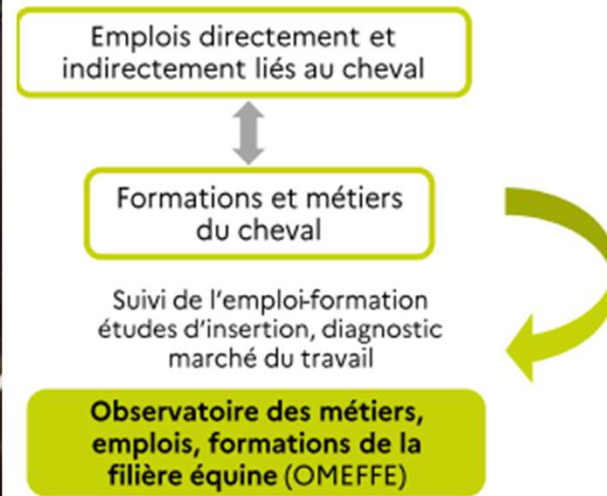 Emplois directement et
indirectement liés au cheval
Formations et métiers
du cheval
Suivi de l'emploi-formation
études d'insertion, diagnostic
marché du travail
Observatoire des métiers,
emplois, formations de la
filière équine (OMEFFE)